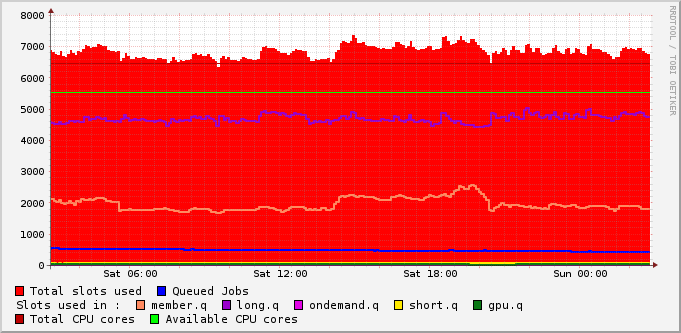 8000
7000
6000
5000
4000
3000
2000
1000
0
Sat 06:00 Sat 12:00 Sat 18:00 Sun 00:00
RRDTOOL / TOBI OETIKER
Total slots used Queued Jobs
Slots used in : member.q long.q ondemand.q short.q gpu.q
Total CPU cores Available CPU cores